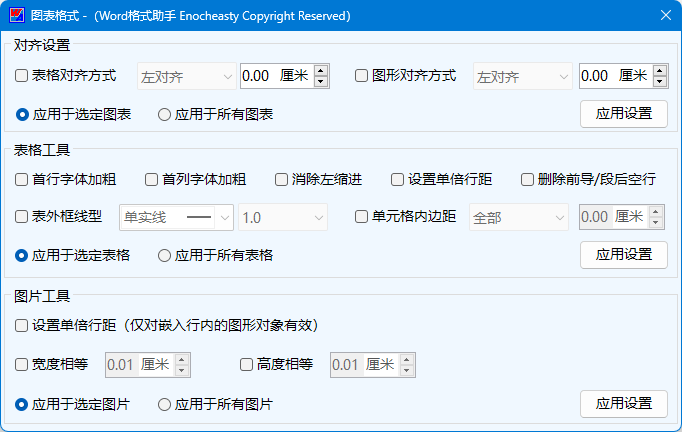 图表格式 -（Word格式助手 Enocheasty Copyright Reserved）
对齐设置
表格对齐方式 左对齐 0.00 厘米 图形对齐方式 左对齐 0.00 厘米
应用于选定图表 应用于所有图表 应用设置
表格工具
首行字体加粗 首列字体加粗 消除左缩进 设置单倍行距 删除前导/段后空行
表外框线型 单实线 1.0 单元格内边距 全部 0.00 厘米
应用于选定表格 应用于所有表格 应用设置
图片工具
设置单倍行距（仅对嵌入行内的图形对象有效）
宽度相等 0.01 厘米 高度相等 0.01 厘米
应用于选定图片 应用于所有图片 应用设置